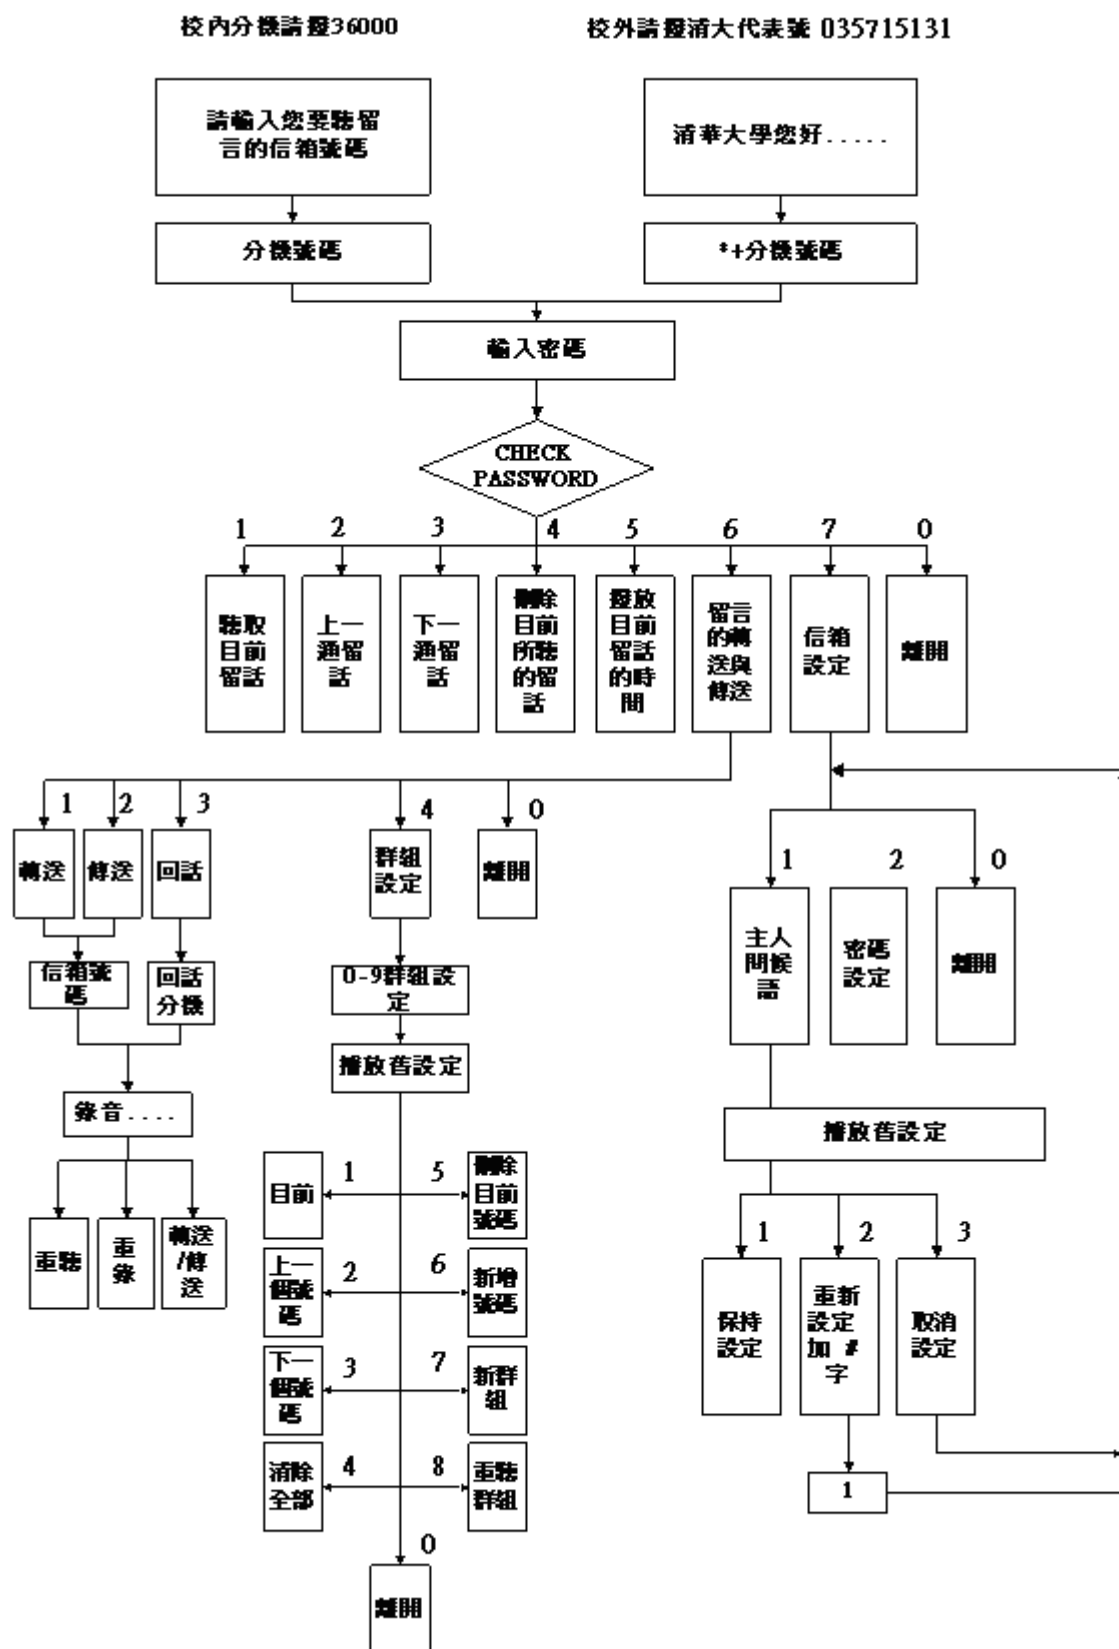 校內分機請撥36000
校外請撥清大代表號 035715131
請輸入您要聽留
言的信箱號碼
清華大學您好.....
分機號碼
*+分機號碼
輸入密碼
CHECK
PASSWORD
1
2
3
4
5
6
7
0
聽取
目前
留話
上一
通留
話
下一
通留
話
刪除
目前
所聽
的留
話
撥放
目前
留話
的時
間
留言
的轉
送與
傳送
信箱
設定
離開
1
2
3
4
0
轉送
傳送
回話
群組
設定
離開
1
2
0
主人
問候
語
密碼
設定
離開
信箱號
碼
回話
分機
0-9群組設
定
播放舊設定
錄音....
播放舊設定
重聽
重
錄
轉送
/傳
送
目前
1
5
刪除
目前
號碼
上一
個號
碼
2
6
新增
號碼
下一
個號
碼
3
7
新群
組
清除
全部
4
8
重聽
群組
0
離開
1
2
3
保持
設定
重新
設定
加 #
字
取消
設定
1